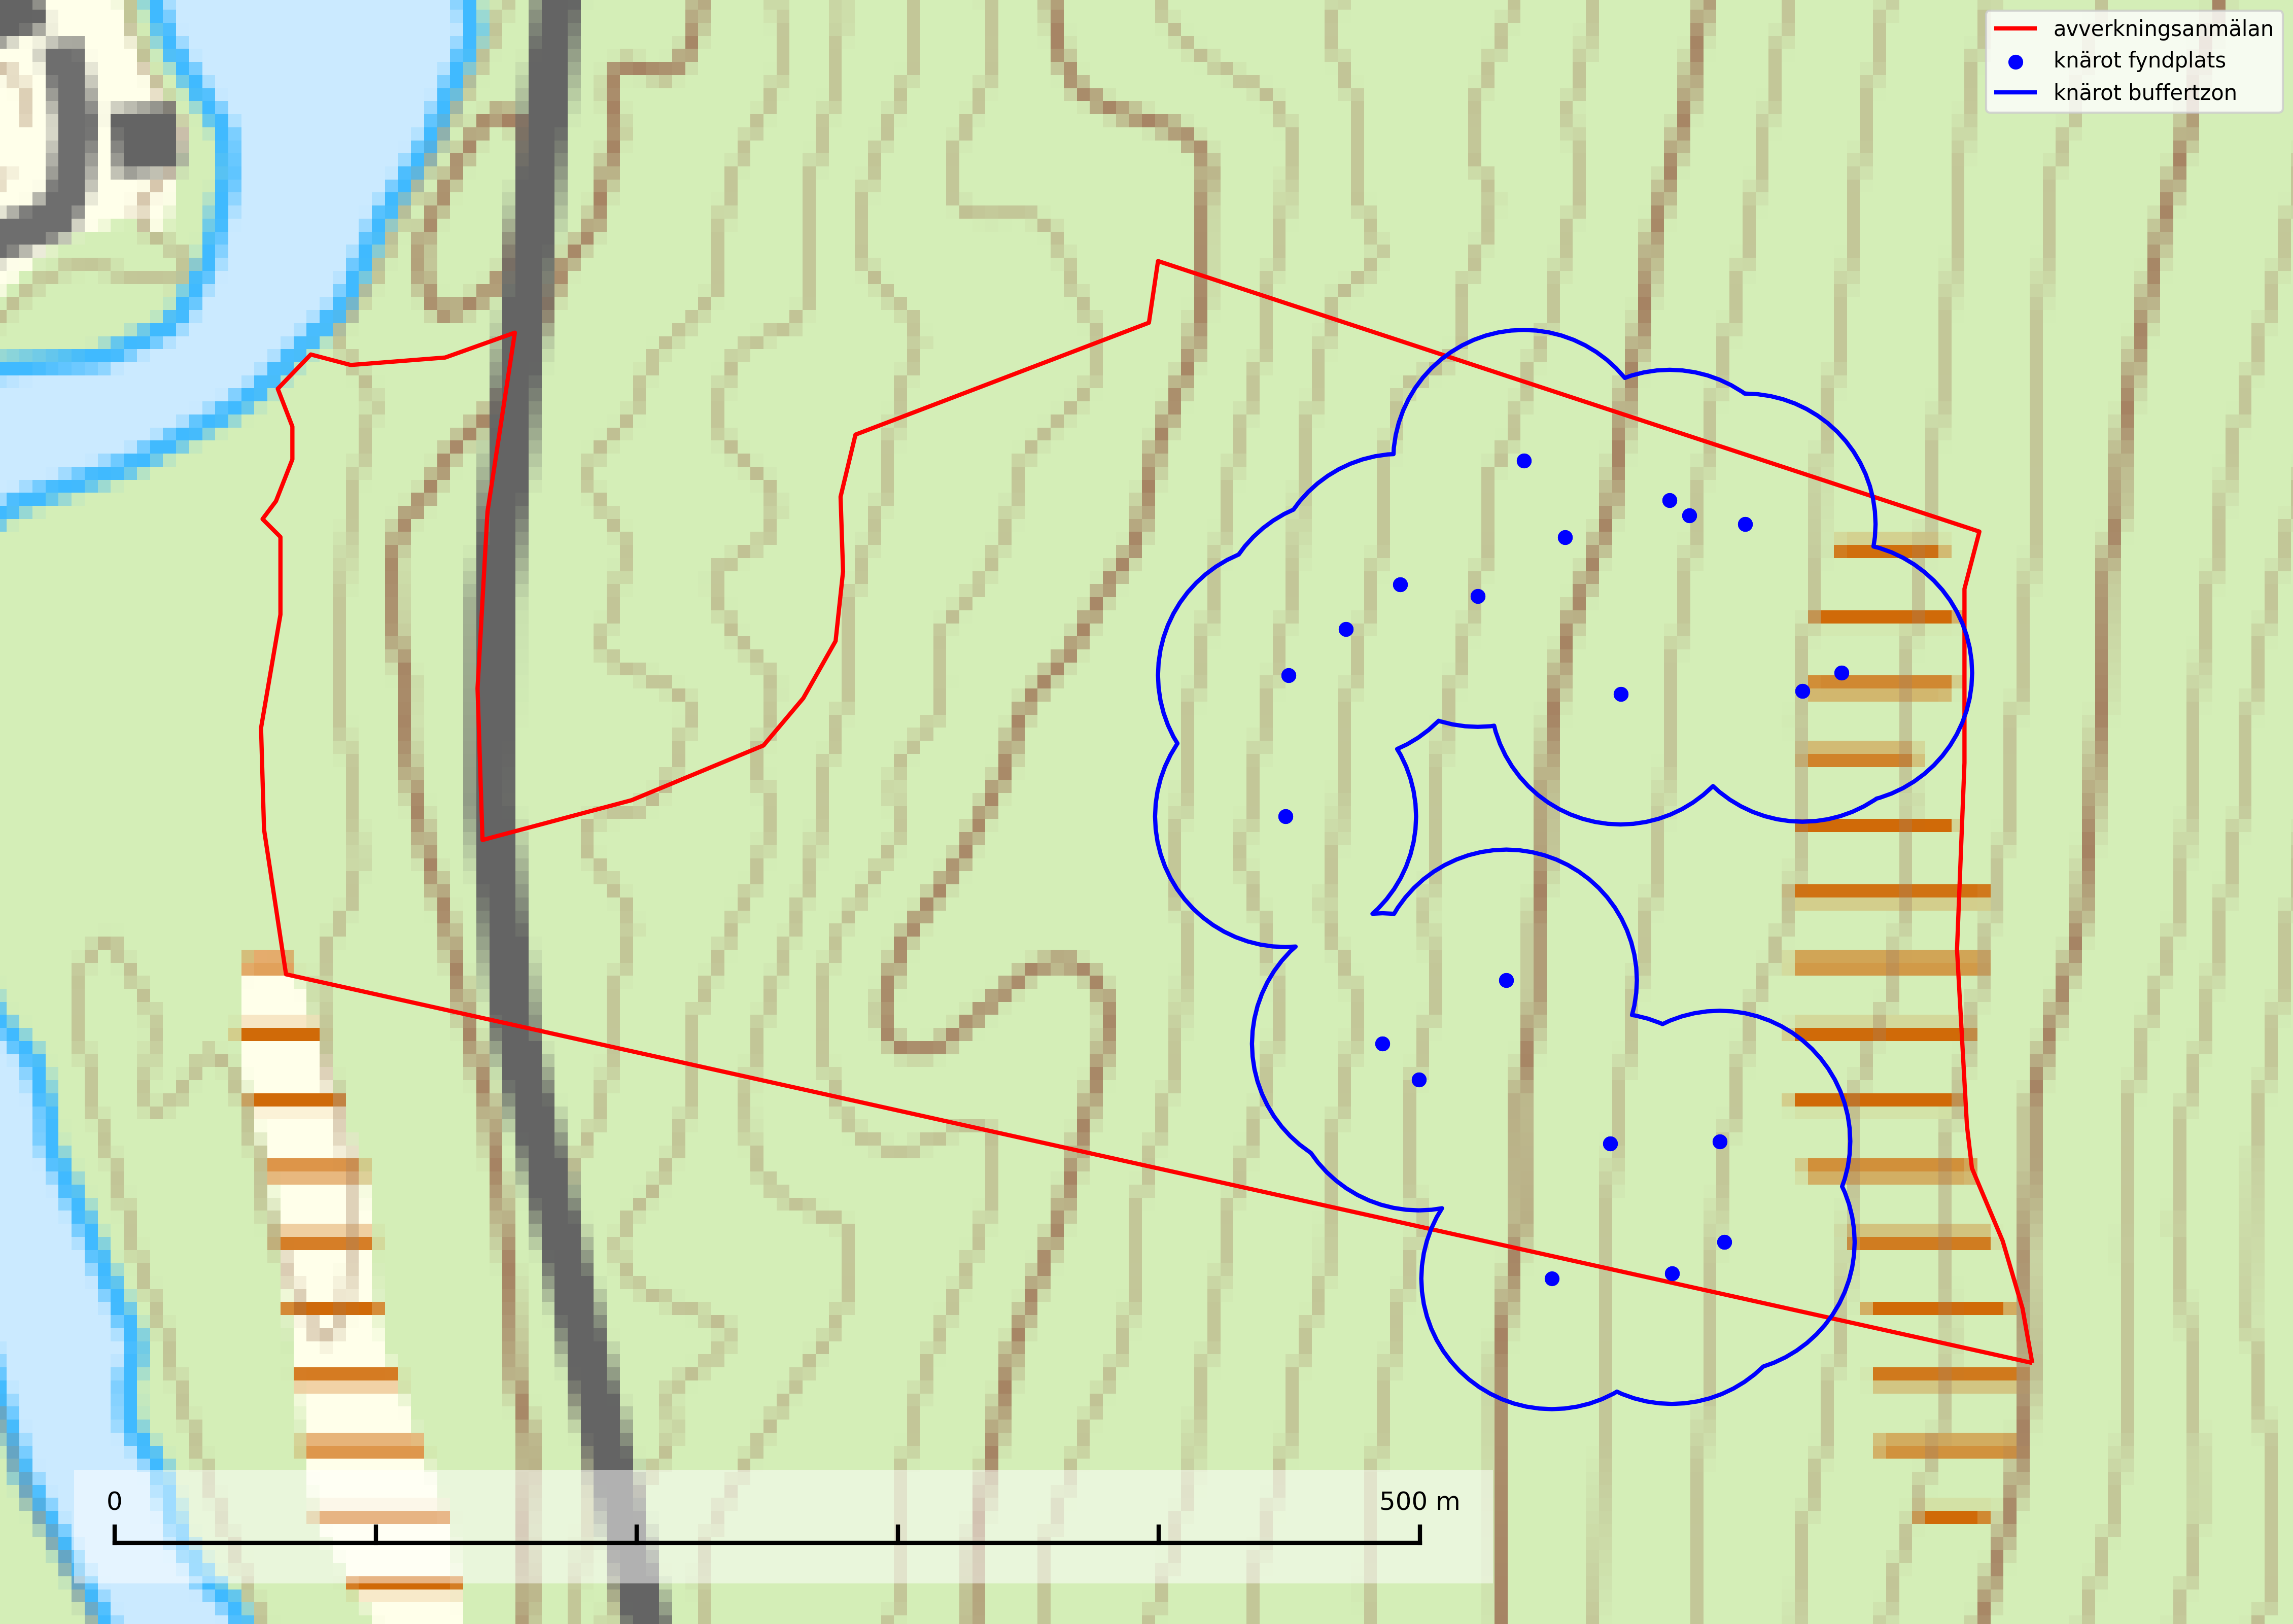 avverkningsanmälan
knärot fyndplats
knärot buffertzon
0
500 m